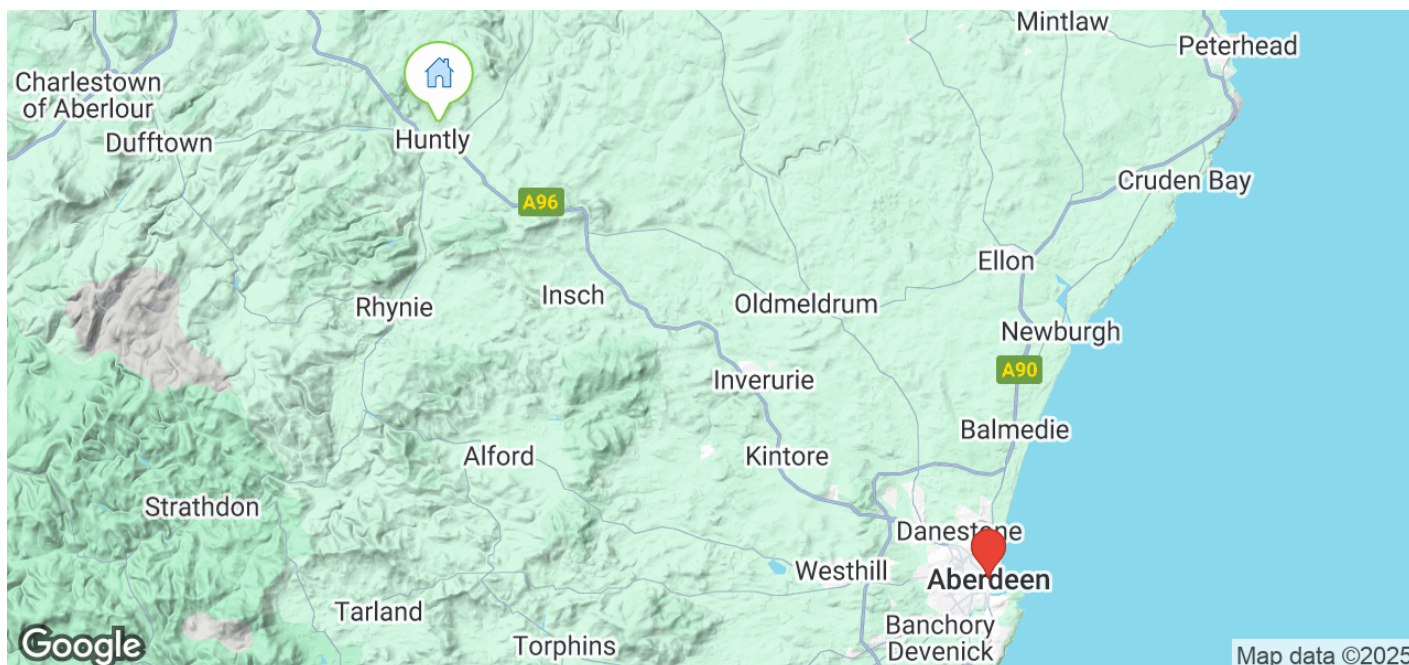 Mintlaw
Peterhead
Charlestown
of Aberlour
Dufftown
Huntly
Cruden Bay
A96
Ellon
Insch
Rhynie
Oldmeldrum
Newburgh
A90
Inverurie
Balmedie
Alford
Kintore
Strathdon
Danestone
Westhill
Aberdeen
Tarland
Banchory
Devenick
Torphins
Google
Map data ©2025